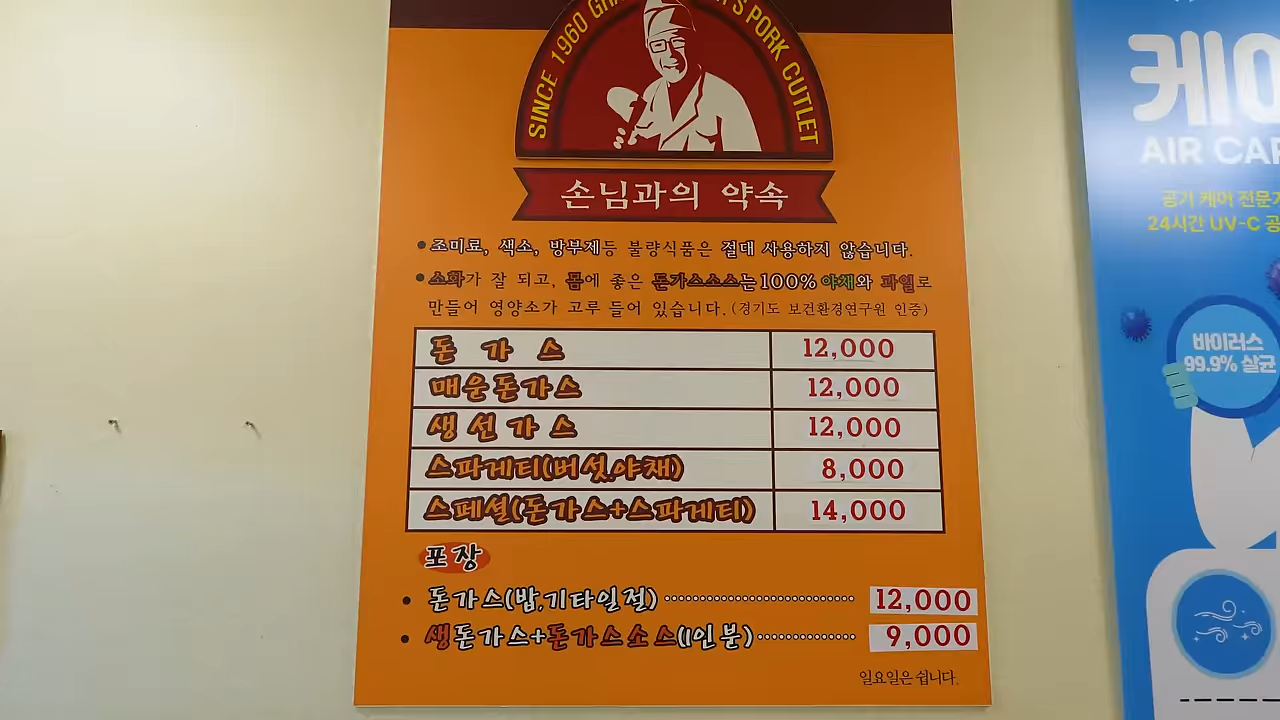 SINCE 1960 PORK CUTLET
손님과의 약속
조미료, 색소, 방부제등 불량식품은 절대 사용하지 않습니다.
소화가 잘 되고, 몸에 좋은 돈가스소스는 100% 야채와 과일로
만들어 영양소가 고루 들어 있습니다. (경기도 보건환경연구원 인증)
돈가스 12,000
매운돈가스 12,000
생선가스 12,000
스파게티(버섯,야채) 8,000
스페셜(돈가스+스파게티) 14,000
포장
돈가스(밥,기타일절) 12,000
생돈가스+돈가스소스(1인분) 9,000
일요일은 쉽니다.
케어
AIR CAR
공기 케어 전문
24시간 UV-C 공
바이러스
99.9% 살균